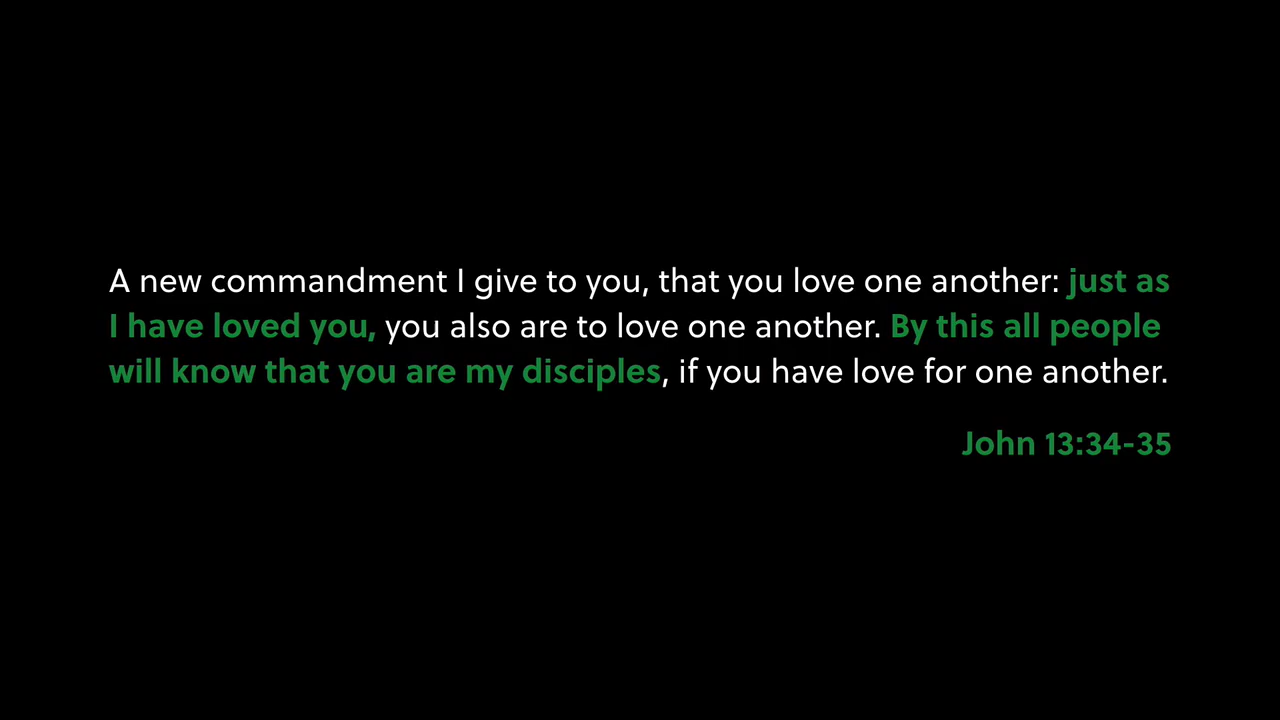 A new commandment I give to you, that you love one another: just as
I have loved you, you also are to love one another. By this all people
will know that you are my disciples, if you have love for one another.
John 13:34-35